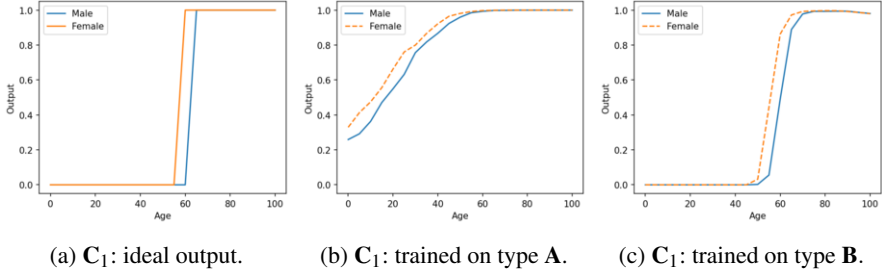 Male
Female
1.0
0.8
0.6
0.4
0.2
0.0
Output
0 20 40 60 80 100
Age
(a) C1: ideal output.
Male
Female
1.0
0.8
0.6
0.4
0.2
0.0
Output
0 20 40 60 80 100
Age
(b) C1: trained on type A.
Male
Female
1.0
0.8
0.6
0.4
0.2
0.0
Output
0 20 40 60 80 100
Age
(c) C1: trained on type B.